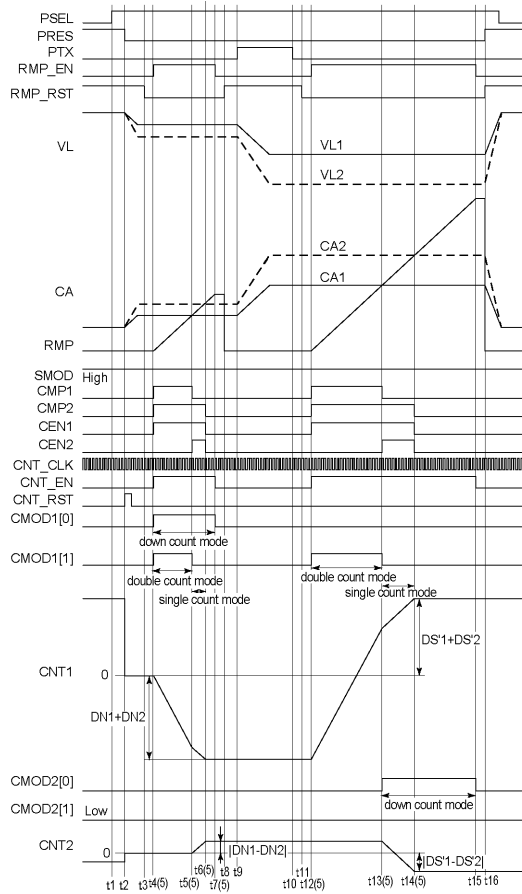 PSEL
PRES
PTX
RMP_EN
RMP_RST
VL
VL1
VL2
CA2
CA
CA1
RMP
SMOD High
CMP1
CMP2
CEN1
CEN2
CNT_CLK
CNT_EN
CNT_RST
CMOD1[0]
down count mode
CMOD1[1]
double count mode double count mode
single count mode single count mode
DS'1+DS'2
CNT1 0
DN1+DN2
CMOD2[0]
down count mode
CMOD2[1] Low
CNT2 0
|DN1-DN2|
|DS'1-DS'2|
t1 t2 t3 t4(5) t5(5) t6(5) t7(5) t8 t9 t10 t11 t12(5) t13(5) t14(5) t15 t16